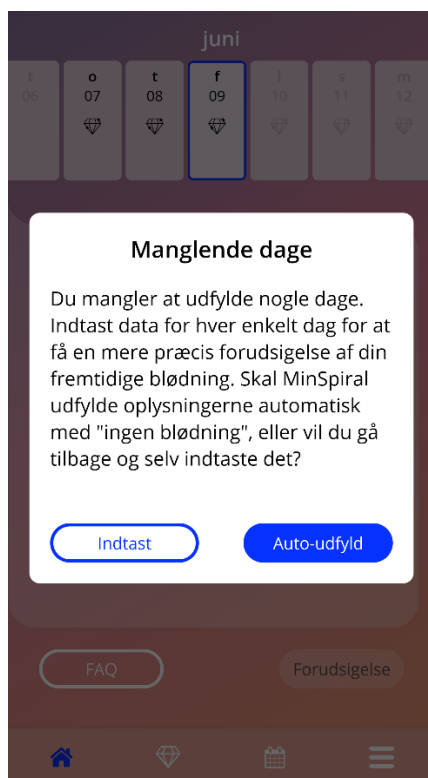 juni
t o t f l s m
06 07 08 09 10 11 12
Manglende dage
Du mangler at udfylde nogle dage.
Indtast data for hver enkelt dag for at
få en mere præcis forudsigelse af din
fremtidige blødning. Skal MinSpiral
udfylde oplysningerne automatisk
med "ingen blødning", eller vil du gå
tilbage og selv indtaste det?
Indtast Auto-udfyld
FAQ Forudsigelse